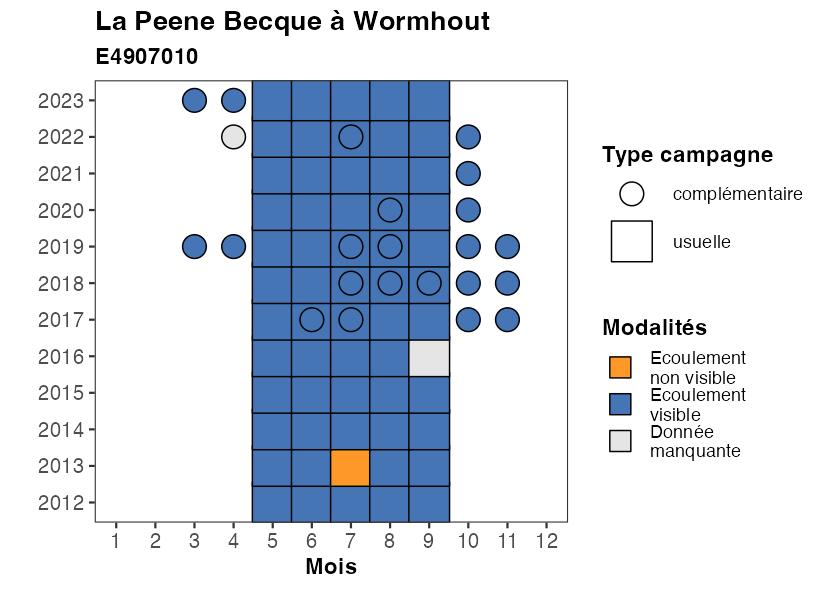 La Peene Becque à Wormhout
E4907010
2023
2022
2021
2020
2019
2018
2017
2016
2015
2014
2013
2012
1 2 3 4 5 6 7 8 9 10 11 12
Mois
Type campagne
complémentaire
usuelle
Modalités
Ecoulement
non visible
Ecoulement
visible
Donnée
manquante